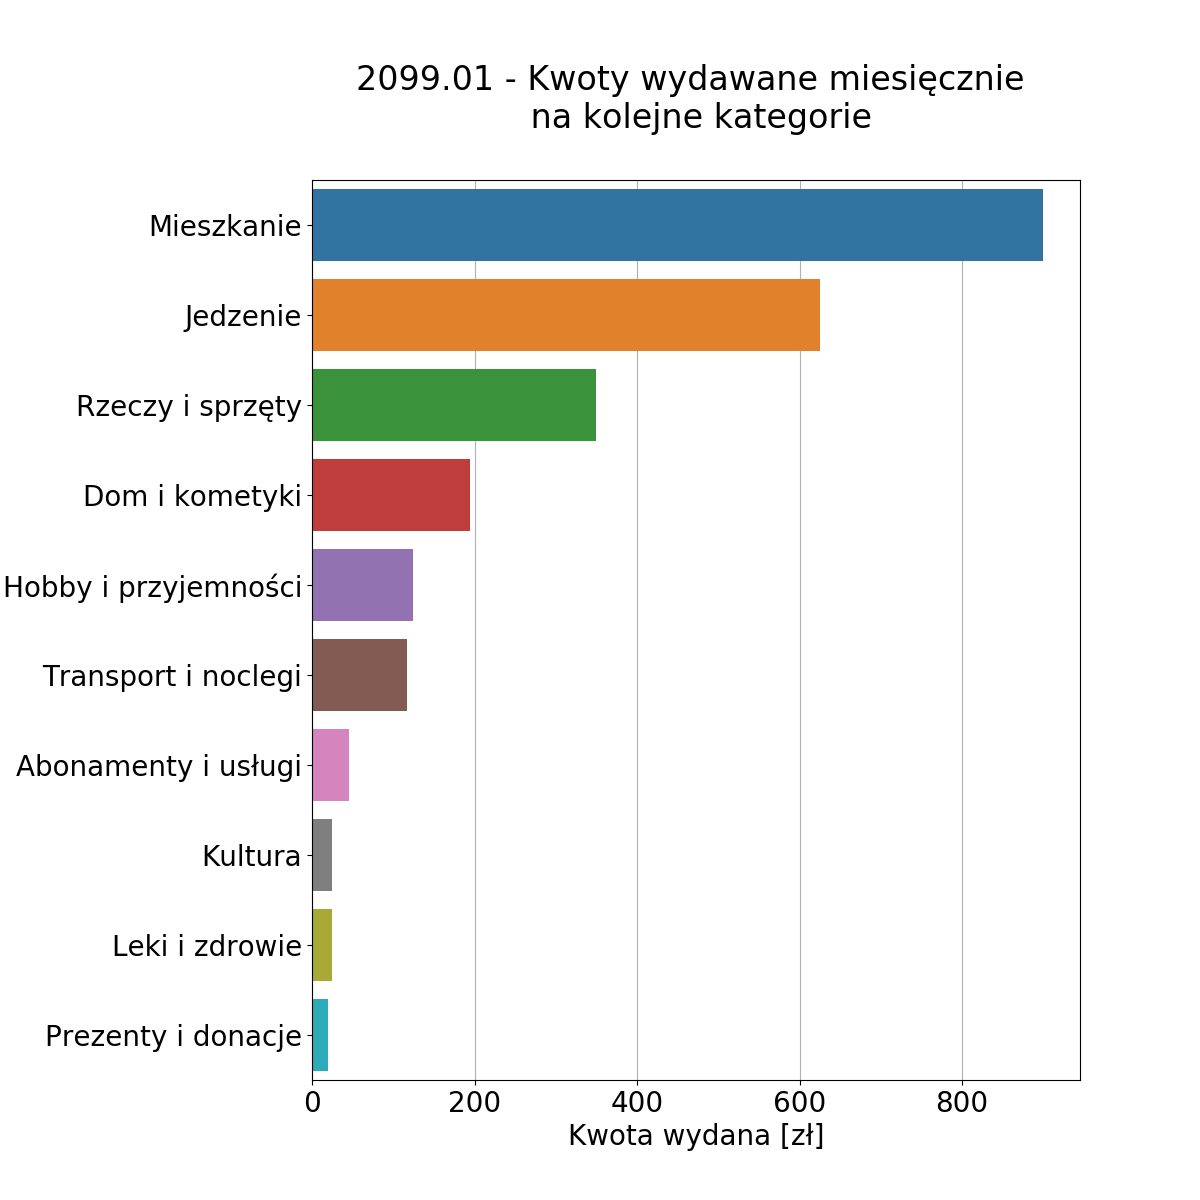 2099.01 - Kwoty wydawane miesięcznie
na kolejne kategorie
Mieszkanie
Jedzenie
Rzeczy i sprzęty
Dom i kometyki
Hobby i przyjemności
Transport i noclegi
Abonamenty i usługi
Kultura
Leki i zdrowie
Prezenty i donacje
0 200 400 600 800
Kwota wydana [zł]